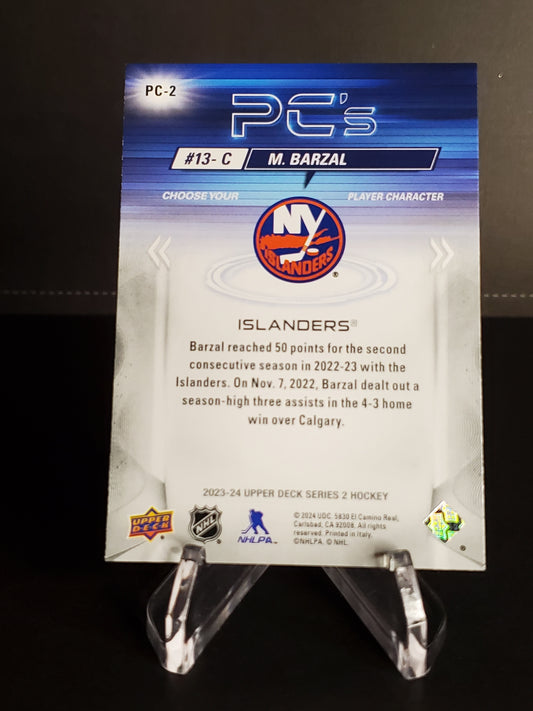 PC-2
PC's
#13- C M. BARZAL
CHOOSE YOUR PLAYER CHARACTER
NY
ISLANDERS®
ISLANDERS®
Barzal reached 50 points for the second
consecutive season in 2022-23 with the
Islanders. On Nov. 7, 2022, Barzal dealt out a
season-high three assists in the 4-3 home
win over Calgary.
2023-24 UPPER DECK SERIES 2 HOCKEY
UPPER DECK
NHL
NHLPA
© 2024 UDC. 5830 El Camino Real,
Carlsbad, CA 92008. All rights
reserved. Printed in Italy.
©NHLPA. © NHL.
®